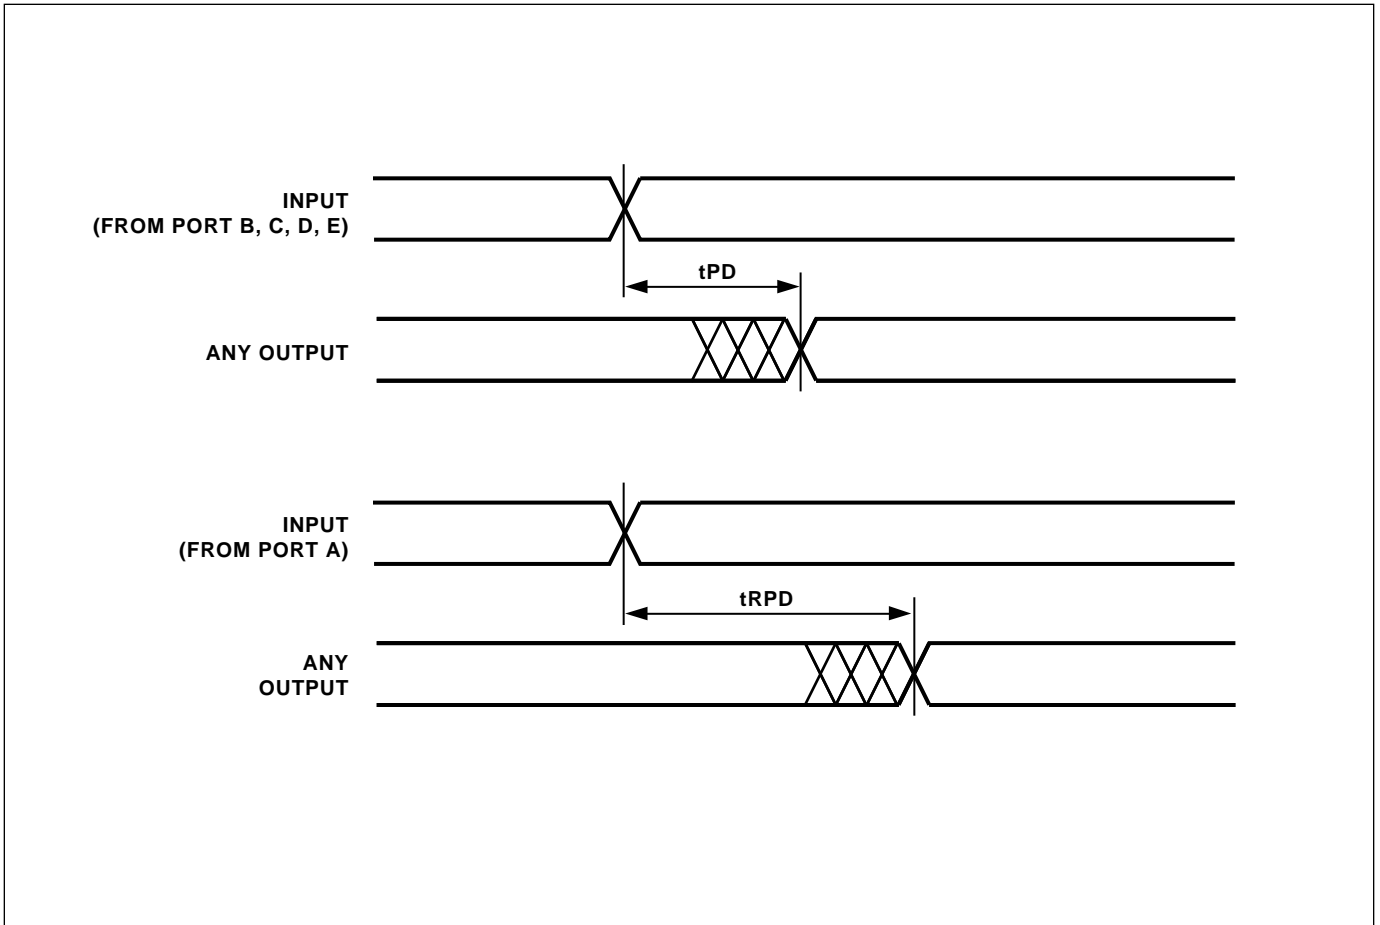 INPUT
(FROM PORT B, C, D, E)
tPD
ANY OUTPUT
INPUT
(FROM PORT A)
tRPD
ANY
OUTPUT